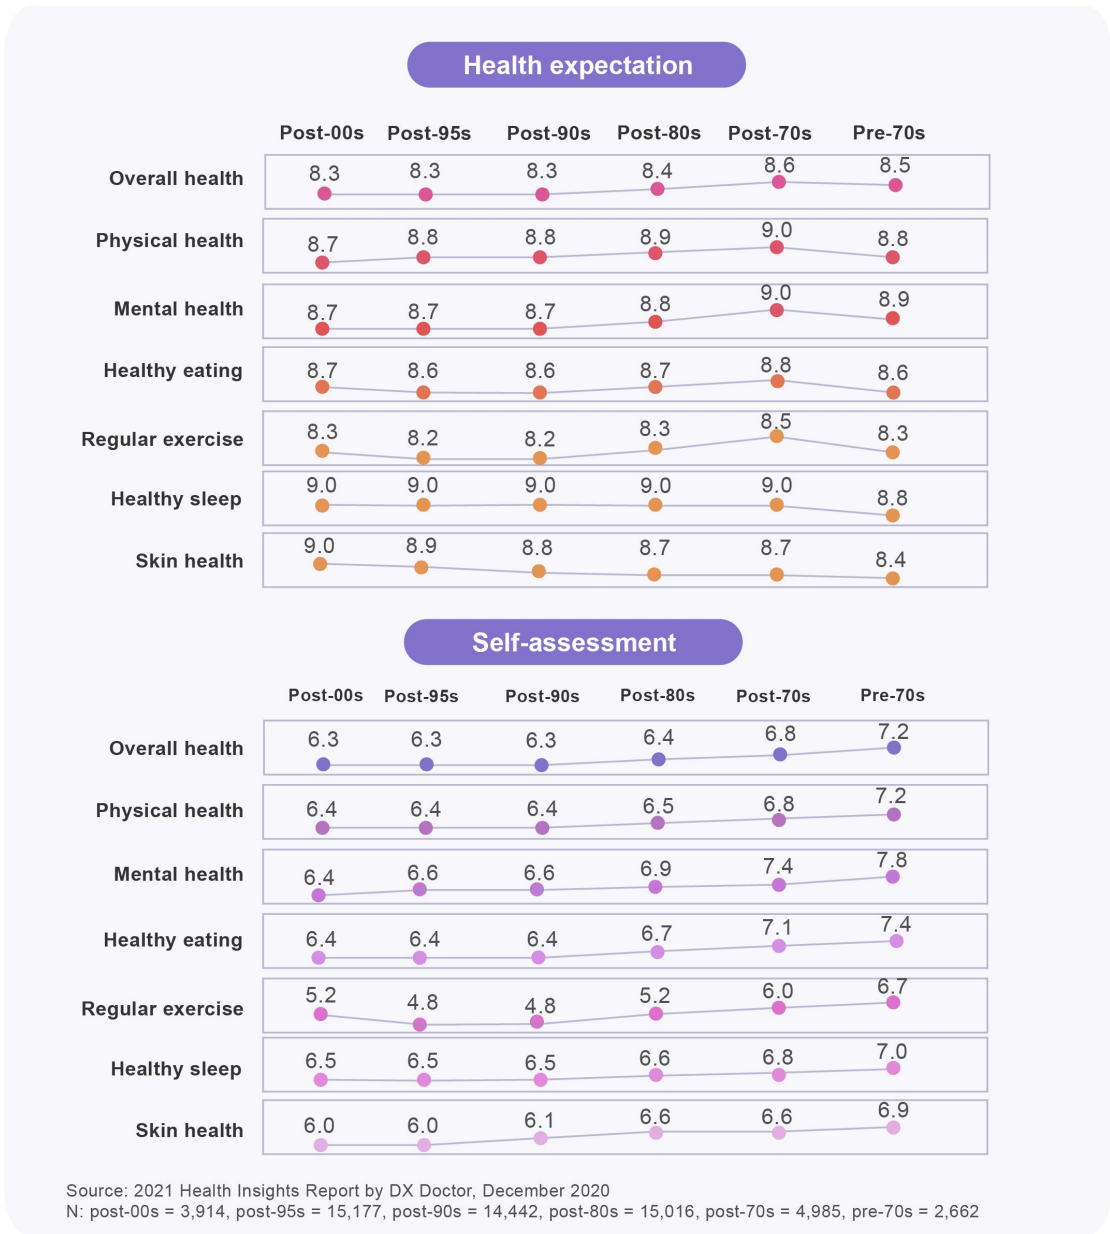 Health expectation
Post-00s Post-95s Post-90s Post-80s Post-70s Pre-70s
Overall health 8.3 8.3 8.3 8.4 8.6 8.5
Physical health 8.7 8.8 8.8 8.9 9.0 8.8
Mental health 8.7 8.7 8.7 8.8 9.0 8.9
Healthy eating 8.7 8.6 8.6 8.7 8.8 8.6
Regular exercise 8.3 8.2 8.2 8.3 8.5 8.3
Healthy sleep 9.0 9.0 9.0 9.0 9.0 8.8
Skin health 9.0 8.9 8.8 8.7 8.7 8.4
Self-assessment
Post-00s Post-95s Post-90s Post-80s Post-70s Pre-70s
Overall health 6.3 6.3 6.3 6.4 6.8 7.2
Physical health 6.4 6.4 6.4 6.5 6.8 7.2
Mental health 6.4 6.6 6.6 6.9 7.4 7.8
Healthy eating 6.4 6.4 6.4 6.7 7.1 7.4
Regular exercise 5.2 4.8 4.8 5.2 6.0 6.7
Healthy sleep 6.5 6.5 6.5 6.6 6.8 7.0
Skin health 6.0 6.0 6.1 6.6 6.6 6.9
Source: 2021 Health Insights Report by DX Doctor, December 2020
N: post-00s = 3,914, post-95s = 15,177, post-90s = 14,442, post-80s = 15,016, post-70s = 4,985, pre-70s = 2,662